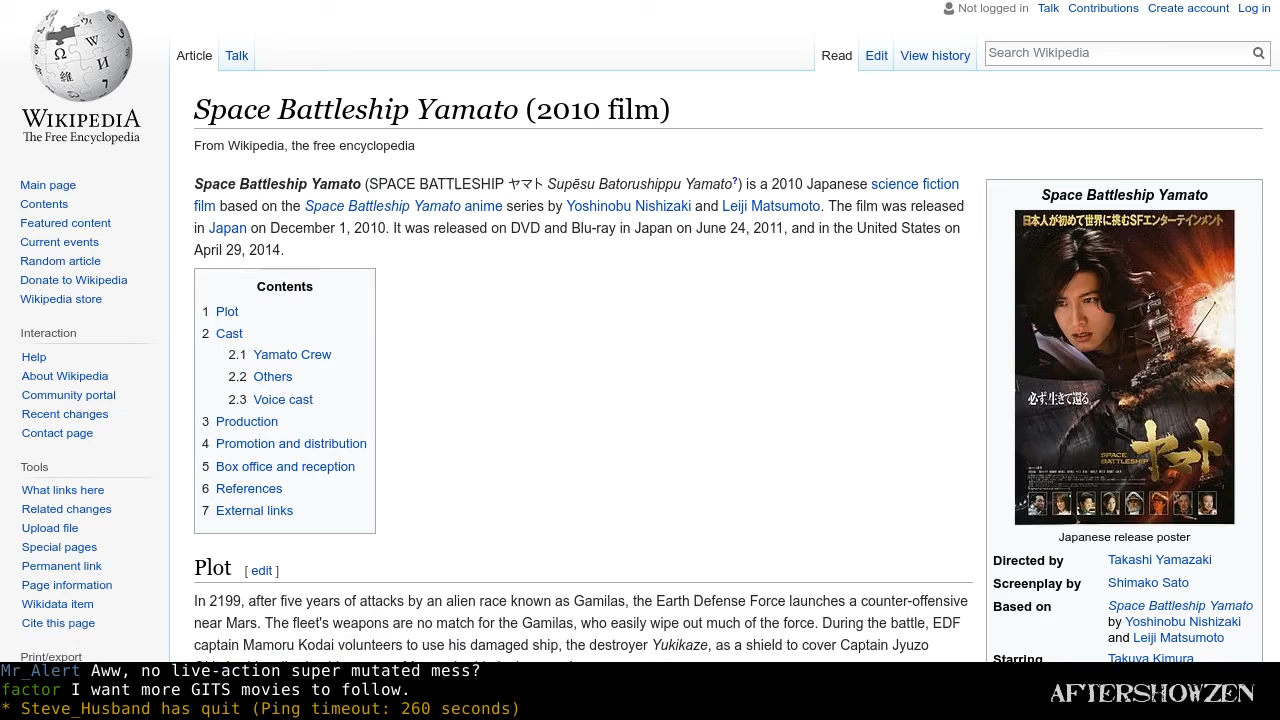 Not logged in Talk Contributions Create account Log in
Article Talk Read Edit View history Search Wikipedia
WIKIPEDIA
The Free Encyclopedia
Main page
Contents
Featured content
Current events
Random article
Donate to Wikipedia
Wikipedia store
Interaction
Help
About Wikipedia
Community portal
Recent changes
Contact page
Tools
What links here
Related changes
Upload file
Special pages
Permanent link
Page information
Wikidata item
Cite this page
Print/export
Space Battleship Yamato (2010 film)
From Wikipedia, the free encyclopedia
Space Battleship Yamato (SPACE BATTLESHIP ヤマト Supēsu Batorushippu Yamato?) is a 2010 Japanese science fiction
film based on the Space Battleship Yamato anime series by Yoshinobu Nishizaki and Leiji Matsumoto. The film was released
in Japan on December 1, 2010. It was released on DVD and Blu-ray in Japan on June 24, 2011, and in the United States on
April 29, 2014.
Contents
1 Plot
2 Cast
2.1 Yamato Crew
2.2 Others
2.3 Voice cast
3 Production
4 Promotion and distribution
5 Box office and reception
6 References
7 External links
Plot [ edit ]
In 2199, after five years of attacks by an alien race known as Gamilas, the Earth Defense Force launches a counter-offensive
near Mars. The fleet's weapons are no match for the Gamilas, who easily wipe out much of the force. During the battle, EDF
captain Mamoru Kodai volunteers to use his damaged ship, the destroyer Yukikaze, as a shield to cover Captain Jyuzo
Space Battleship Yamato
日本人が初めて世界に挑むSFエンターテインメント
必ず、生きて還る
SPACE
BATTLESHIP
ヤマト
Japanese release poster
Directed by Takashi Yamazaki
Screenplay by Shimako Sato
Based on Space Battleship Yamato
by Yoshinobu Nishizaki
and Leiji Matsumoto
Starring Takuya Kimura
Mr_Alert Aww, no live-action super mutated mess?
factor I want more GITS movies to follow.
* Steve_Husband has quit (Ping timeout: 260 seconds)
AFTERSHOWZEN